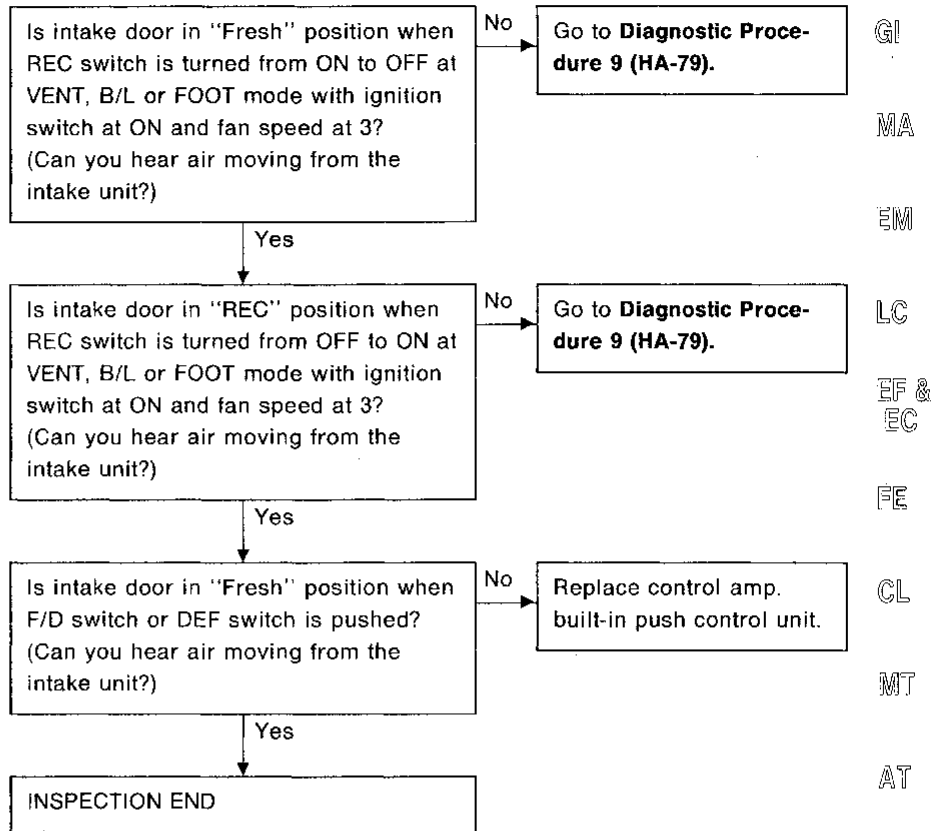 Is intake door in "Fresh" position when
REC switch is turned from ON to OFF at
VENT, B/L or FOOT mode with ignition
switch at ON and fan speed at 3?
(Can you hear air moving from the
intake unit?)
No
Go to Diagnostic Proce-
dure 9 (HA-79).
Yes
Is intake door in "REC" position when
REC switch is turned from OFF to ON at
VENT, B/L or FOOT mode with ignition
switch at ON and fan speed at 3?
(Can you hear air moving from the
intake unit?)
No
Go to Diagnostic Proce-
dure 9 (HA-79).
Yes
Is intake door in "Fresh" position when
F/D switch or DEF switch is pushed?
(Can you hear air moving from the
intake unit?)
No
Replace control amp.
built-in push control unit.
Yes
INSPECTION END
GI
MA
EM
LC
EF &
EC
FE
CL
MT
AT